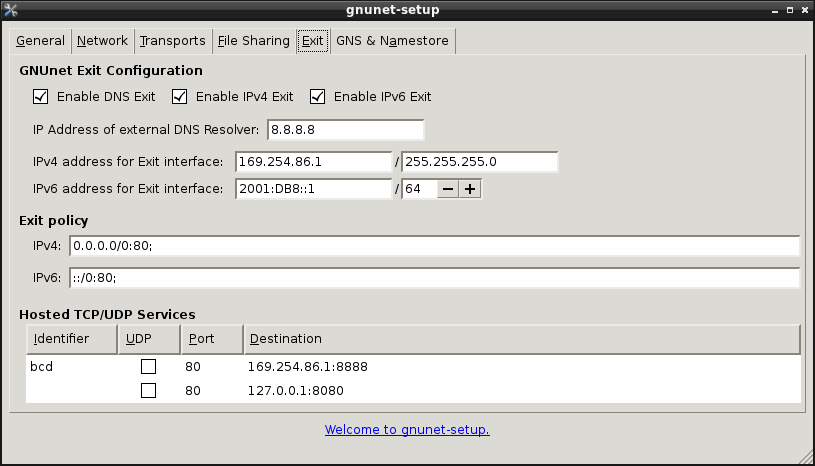 gnunet-setup
General Network Transports File Sharing Exit GNS & Namestore
GNUnet Exit Configuration
Enable DNS Exit Enable IPv4 Exit Enable IPv6 Exit
IP Address of external DNS Resolver: 8.8.8.8
IPv4 address for Exit interface: 169.254.86.1 / 255.255.255.0
IPv6 address for Exit interface: 2001:DB8::1 / 64
Exit policy
IPv4: 0.0.0.0/0:80;
IPv6: ::/0:80;
Hosted TCP/UDP Services
Identifier UDP Port Destination
bcd 80 169.254.86.1:8888
80 127.0.0.1:8080
Welcome to gnunet-setup.